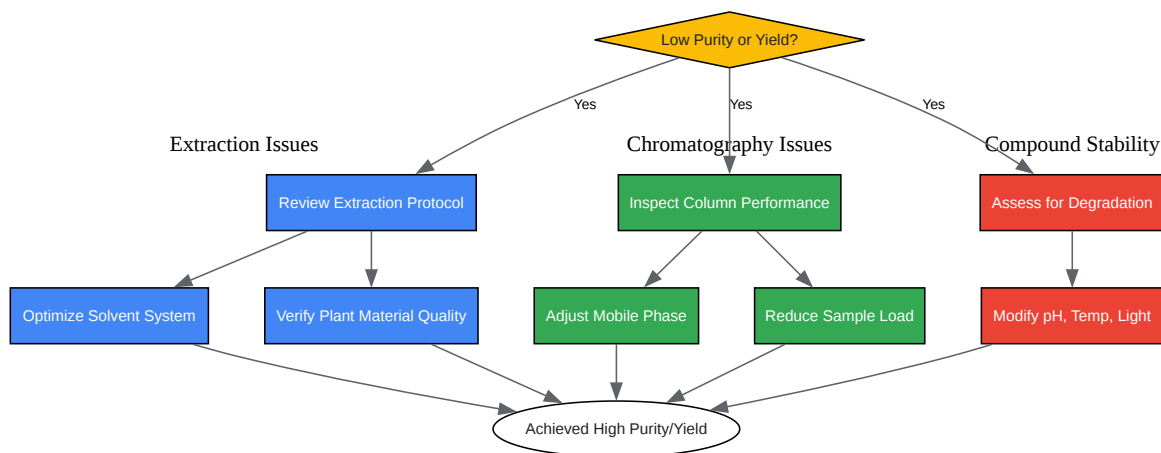 Low Purity or Yield?
Yes
Yes
Yes
Extraction Issues
Chromatography Issues
Compound Stability
Review Extraction Protocol
Inspect Column Performance
Assess for Degradation
Optimize Solvent System
Verify Plant Material Quality
Adjust Mobile Phase
Reduce Sample Load
Modify pH, Temp, Light
Achieved High Purity/Yield